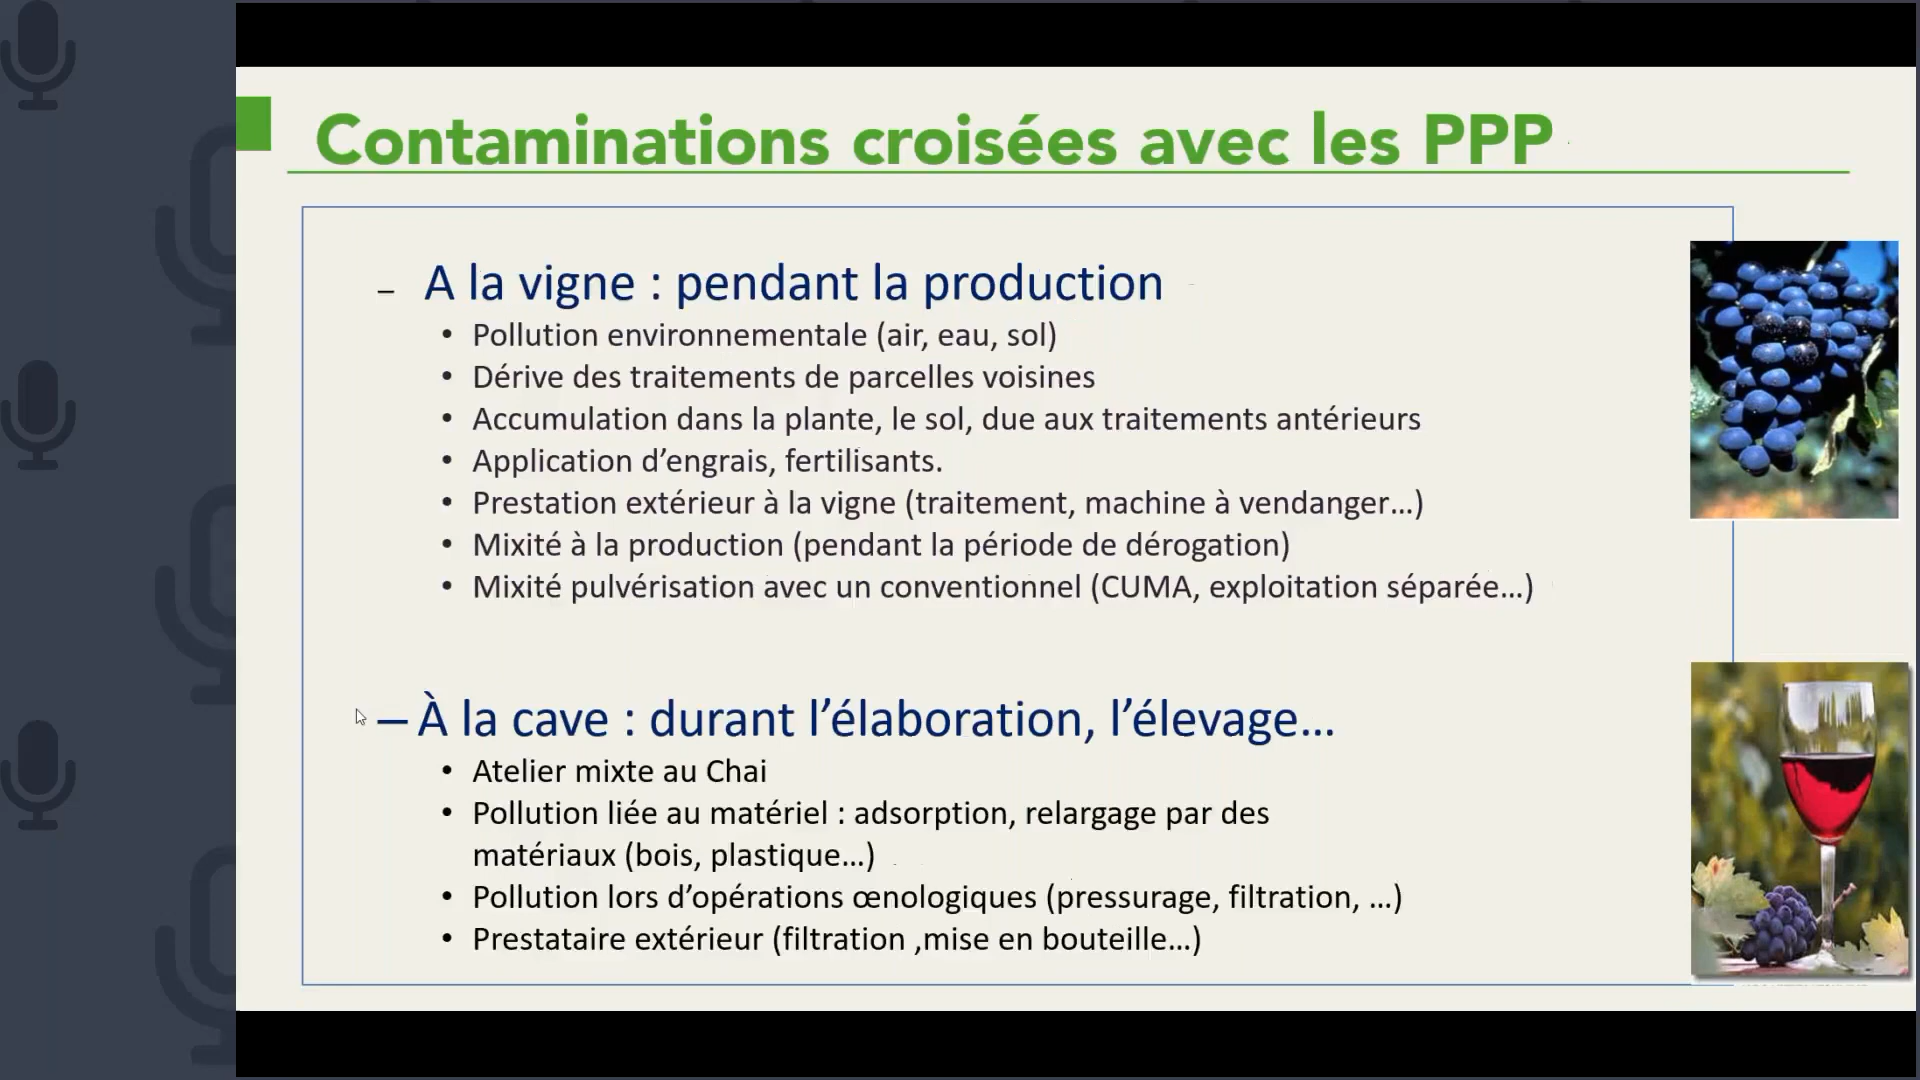 Contaminations croisées avec les PPP
– A la vigne : pendant la production
• Pollution environnementale (air, eau, sol)
• Dérive des traitements de parcelles voisines
• Accumulation dans la plante, le sol, due aux traitements antérieurs
• Application d’engrais, fertilisants.
• Prestation extérieur à la vigne (traitement, machine à vendanger…)
• Mixité à la production (pendant la période de dérogation)
• Mixité pulvérisation avec un conventionnel (CUMA, exploitation séparée…)
– À la cave : durant l’élaboration, l’élevage…
• Atelier mixte au Chai
• Pollution liée au matériel : adsorption, relargage par des
matériaux (bois, plastique…)
• Pollution lors d’opérations œnologiques (pressurage, filtration, …)
• Prestataire extérieur (filtration ,mise en bouteille…)